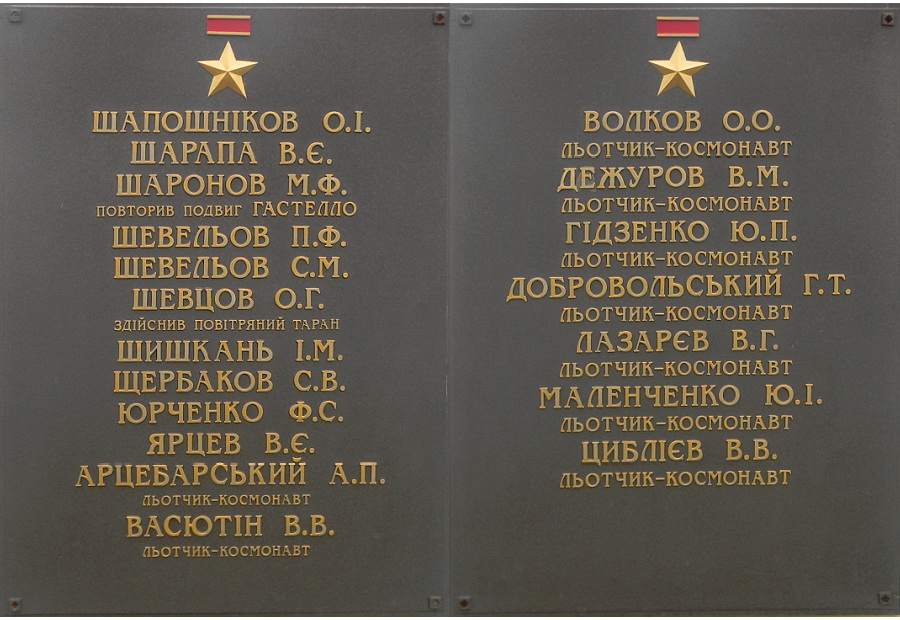 ШАПОШНІКОВ О.І.
ШАРАПА В.Є.
ШАРОНОВ М.Ф.
ПОВТОРИВ ПОДВИГ ГАСТЕЛЛО
ШЕВЕЛЬОВ П.Ф.
ШЕВЕЛЬОВ С.М.
ШЕВЦОВ О.Г.
ЗДІЙСНИВ ПОВІТРЯНИЙ ТАРАН
ШИШКАНЬ І.М.
ЩЕРБАКОВ С.В.
ЮРЧЕНКО Ф.С.
ЯРЦЕВ В.Є.
АРЦЕБАРСЬКИЙ А.П.
ЛЬОТЧИК-КОСМОНАВТ
ВАСЮТІН В.В.
ЛЬОТЧИК-КОСМОНАВТ
ВОЛКОВ О.О.
ЛЬОТЧИК-КОСМОНАВТ
ДЕЖУРОВ В.М.
ЛЬОТЧИК-КОСМОНАВТ
ГІДЗЕНКО Ю.П.
ЛЬОТЧИК-КОСМОНАВТ
ДОБРОВОЛЬСЬКИЙ Г.Т.
ЛЬОТЧИК-КОСМОНАВТ
ЛАЗАРЄВ В.Г.
ЛЬОТЧИК-КОСМОНАВТ
МАЛЕНЧЕНКО Ю.І.
ЛЬОТЧИК-КОСМОНАВТ
ЦИБЛІЄВ В.В.
ЛЬОТЧИК-КОСМОНАВТ